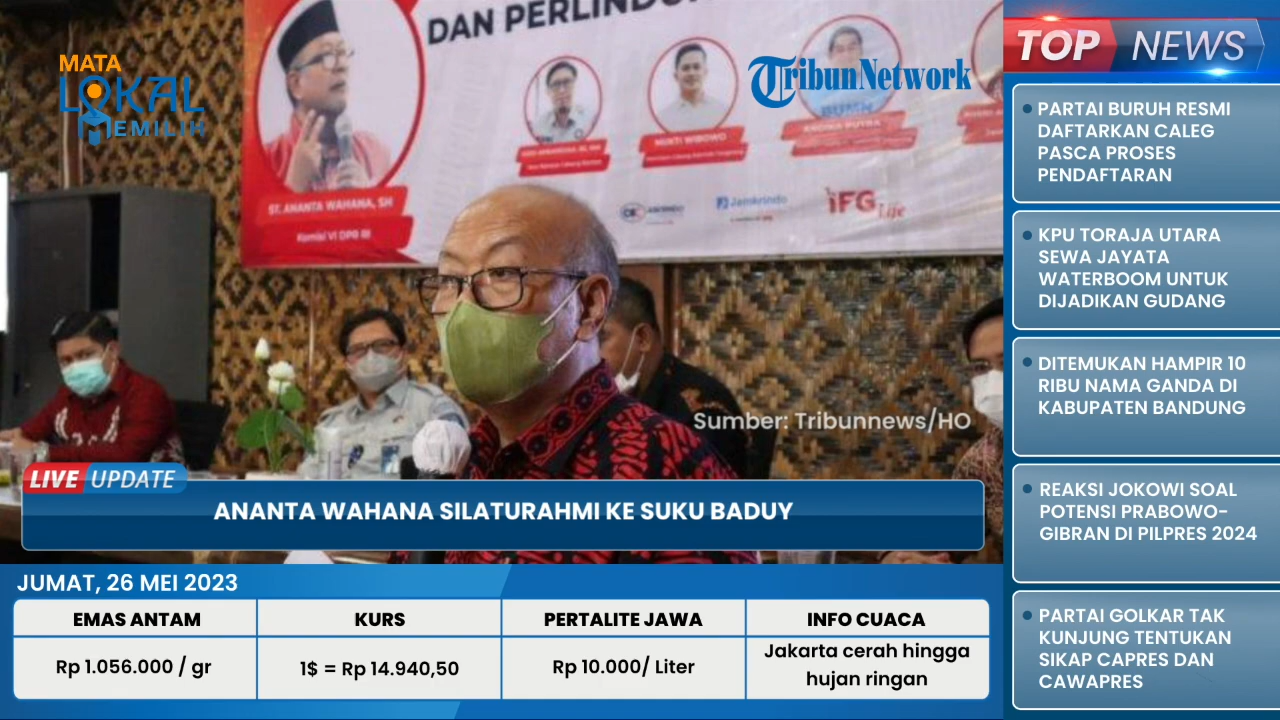 MATA
LOKAL
MEMILIH
DAN PERLINDUN
TribunNetwork
ST. ANANTA WAHANA, SH
Komisi VI DPR RI
Jamkrindo
IFG
Life
Sumber: Tribunnews/HO
LIVE UPDATE
ANANTA WAHANA SILATURAHMI KE SUKU BADUY
JUMAT, 26 MEI 2023
EMAS ANTAM
KURS
PERTALITE JAWA
INFO CUACA
Rp 1.056.000 / gr
1$ = Rp 14.940,50
Rp 10.000/ Liter
Jakarta cerah hingga
hujan ringan
TOP NEWS
PARTAI BURUH RESMI
DAFTARKAN CALEG
PASCA PROSES
PENDAFTARAN
KPU TORAJA UTARA
SEWA JAYATA
WATERBOOM UNTUK
DIJADIKAN GUDANG
DITEMUKAN HAMPIR 10
RIBU NAMA GANDA DI
KABUPATEN BANDUNG
REAKSI JOKOWI SOAL
POTENSI PRABOWO-
GIBRAN DI PILPRES 2024
PARTAI GOLKAR TAK
KUNJUNG TENTUKAN
SIKAP CAPRES DAN
CAWAPRES